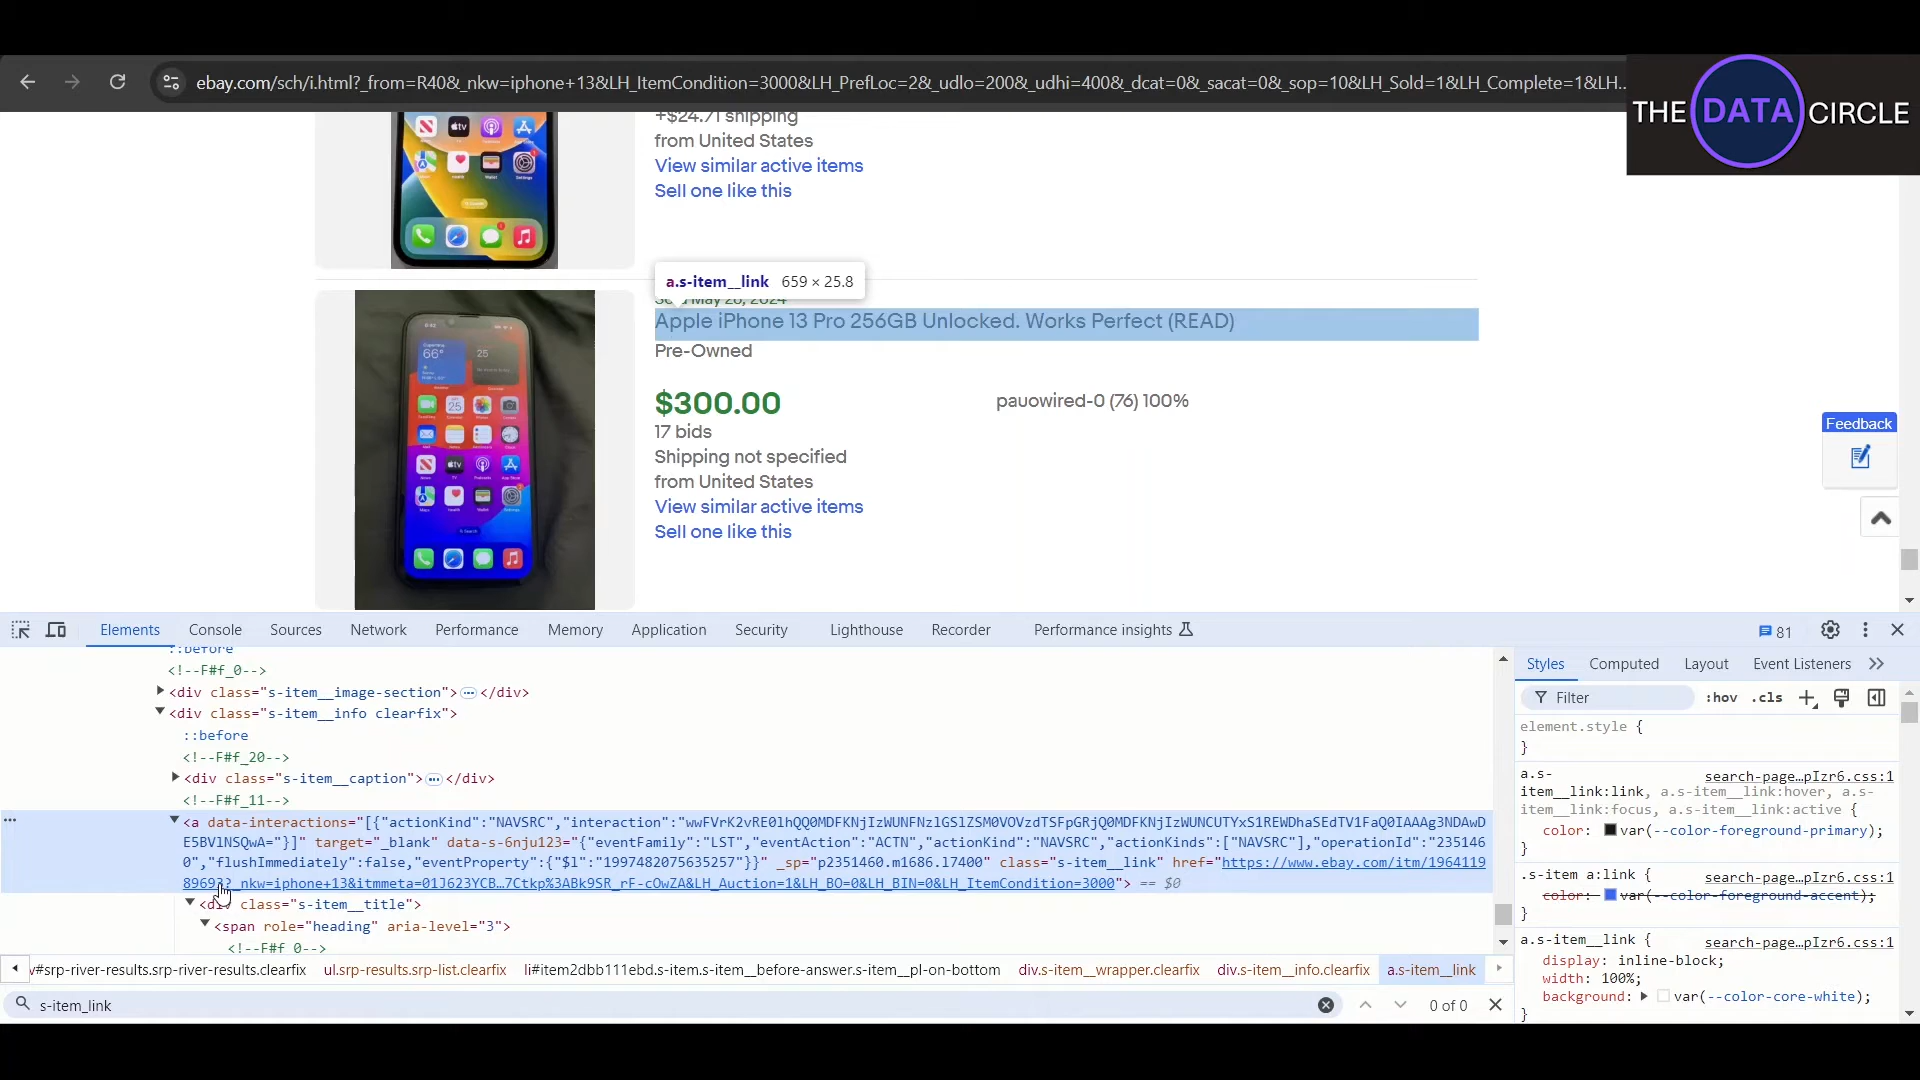 ebay.com/sch/i.html?_from=R40&_nkw=iphone+13&LH_ItemCondition=3000&LH_PrefLoc=2&_udlo=200&_udhi=400&_dcat=0&_sacat=0&_sop=10&LH_Sold=1&LH_Complete=1&LH...
THE DATA CIRCLE
+$24.71 shipping
from United States
View similar active items
Sell one like this
a.s-item__link 659 × 25.8
Apple iPhone 13 Pro 256GB Unlocked. Works Perfect (READ)
Pre-Owned
$300.00
pauowired-0 (76) 100%
17 bids
Shipping not specified
from United States
View similar active items
Sell one like this
Feedback
Elements Console Sources Network Performance Memory Application Security Lighthouse Recorder Performance insights 81
::before
<!--F#f_0-->
<div class="s-item__image-section"> … </div>
<div class="s-item__info clearfix">
::before
<!--F#f_20-->
<div class="s-item__caption"> … </div>
<!--F#f_11-->
<a data-interactions="[{"actionKind":"NAVSRC","interaction":
E5BVlNSQwA="}]" target="_blank" data-s-6nju123="{"eventFamily":"LST","eventAction":"ACTN","actionKind":"NAVSRC","actionKinds":["NAVSRC"],"operationId":"235146
0","flushImmediately":false,"eventProperty":{"$l":"1997482075635257"}}" _sp="p2351460.m1686.l7400" class="s-item__link" href="https://www.ebay.com/itm/1964119
_nkw=iphone+13&itmmeta=01J623YCB…7Ctkp%3ABk9SR_rF-cOwZA&LH_Auction=1&LH_BO=0&LH_BIN=0&LH_ItemCondition=3000"> == $0
<div class="s-item__title">
<span role="heading" aria-level="3">
<!--F#f_0-->
v#srp-river-results.srp-river-results.clearfix ul.srp-results.srp-list.clearfix li#item2dbb111ebd.s-item.s-item__before-answer.s-item__pl-on-bottom div.s-item__wrapper.clearfix div.s-item__info.clearfix a.s-item__link
s-item_link 0 of 0
Styles Computed Layout Event Listeners
Filter :hov .cls
element.style {
}
a.s- search-page…pIzr6.css:1
item__link:link, a.s-item__link:hover, a.s-
item__link:focus, a.s-item__link:active {
color: var(--color-foreground-primary);
}
.s-item a:link { search-page…pIzr6.css:1
color: var(--color-foreground-accent);
}
a.s-item__link { search-page…pIzr6.css:1
display: inline-block;
width: 100%;
background: var(--color-core-white);
}